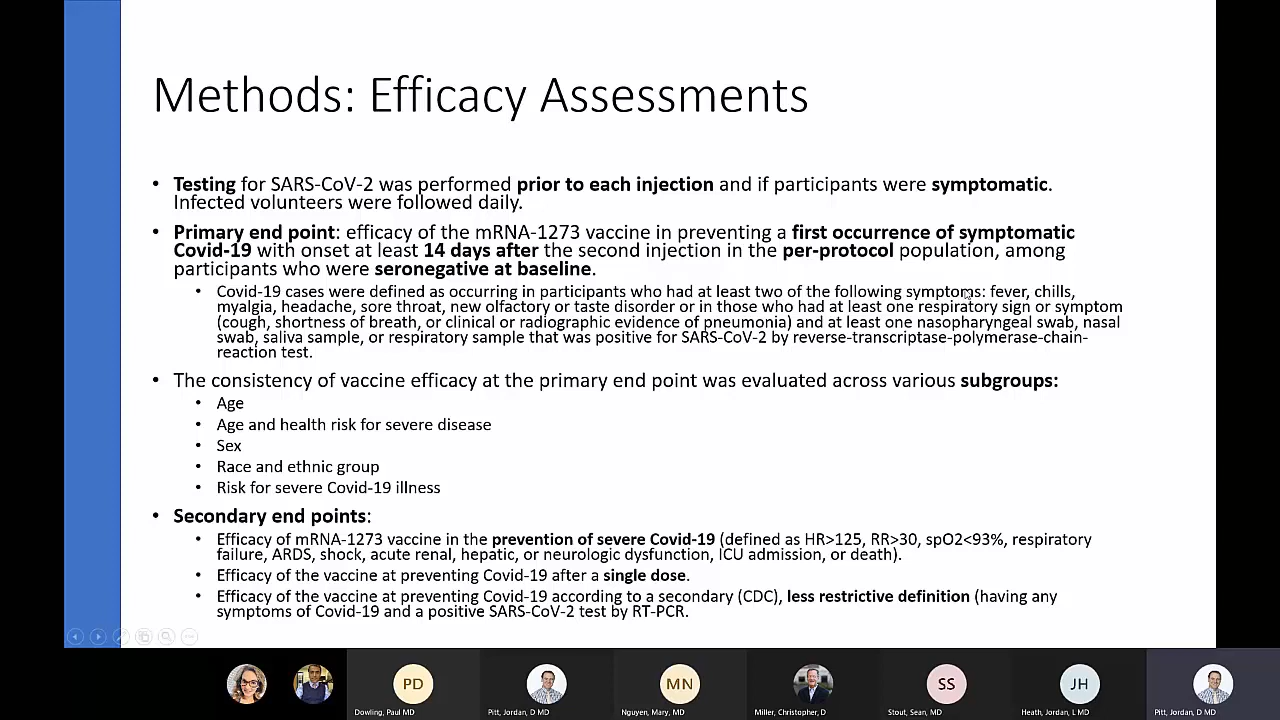 Methods: Efficacy Assessments
• Testing for SARS-CoV-2 was performed prior to each injection and if participants were symptomatic.
Infected volunteers were followed daily.
• Primary end point: efficacy of the mRNA-1273 vaccine in preventing a first occurrence of symptomatic
Covid-19 with onset at least 14 days after the second injection in the per-protocol population, among
participants who were seronegative at baseline.
• Covid-19 cases were defined as occurring in participants who had at least two of the following symptoms: fever, chills,
myalgia, headache, sore throat, new olfactory or taste disorder or in those who had at least one respiratory sign or symptom
(cough, shortness of breath, or clinical or radiographic evidence of pneumonia) and at least one nasopharyngeal swab, nasal
swab, saliva sample, or respiratory sample that was positive for SARS-CoV-2 by reverse-transcriptase-polymerase-chain-
reaction test.
• The consistency of vaccine efficacy at the primary end point was evaluated across various subgroups:
• Age
• Age and health risk for severe disease
• Sex
• Race and ethnic group
• Risk for severe Covid-19 illness
• Secondary end points:
• Efficacy of mRNA-1273 vaccine in the prevention of severe Covid-19 (defined as HR>125, RR>30, spO2<93%, respiratory
failure, ARDS, shock, acute renal, hepatic, or neurologic dysfunction, ICU admission, or death).
• Efficacy of the vaccine at preventing Covid-19 after a single dose.
• Efficacy of the vaccine at preventing Covid-19 according to a secondary (CDC), less restrictive definition (having any
symptoms of Covid-19 and a positive SARS-CoV-2 test by RT-PCR.
PD
MN
SS
JH
Dowling, Paul MD
Pitt, Jordan, D MD
Nguyen, Mary, MD
Miller, Christopher, D
Stout, Sean, MD
Heath, Jordan, L MD
Pitt, Jordan, D MD